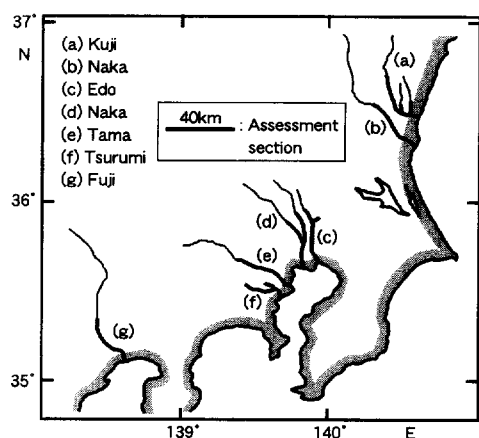 37°
N
(a) Kuji
(b) Naka
(c) Edo
(d) Naka
(e) Tama
(f) Tsurumi
(g) Fuji
40km
: Assessment
section
(a)
(b)
36°
(d)
(c)
(e)
(f)
(g)
35°
139°
140°
E